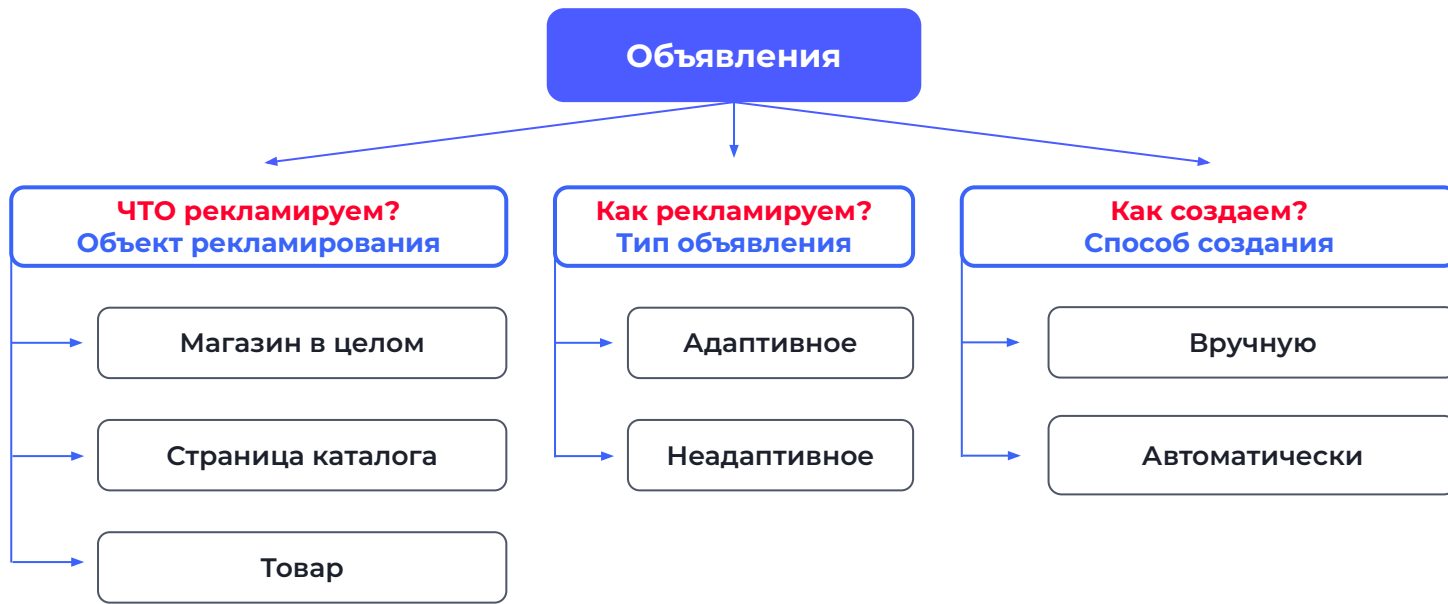 Объявления
ЧТО рекламируем?
Объект рекламирования
Магазин в целом
Страница каталога
Товар
Как рекламируем?
Тип объявления
Адаптивное
Неадаптивное
Как создаем?
Способ создания
Вручную
Автоматически